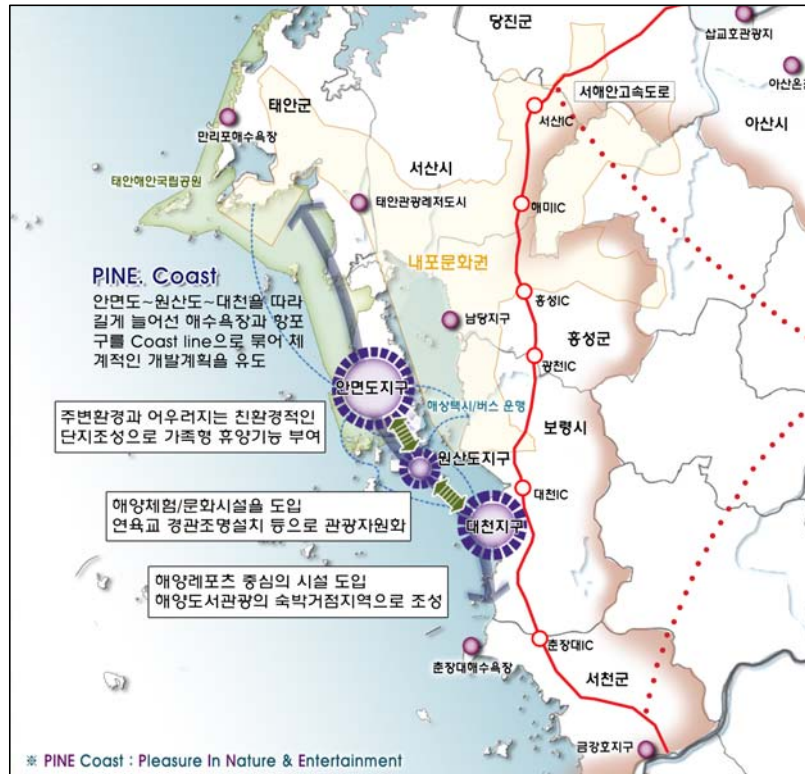 당진군
삽교호관광지
서해안고속도로
아산온
태안군
서산IC
아산시
만리포해수욕장
서산시
태안해안국립공원
태안관광레저도시
해미IC
내포문화권
PINE. Coast
안면도~원산도~대천을 따라
길게 늘어선 해수욕장과 항포
구를 Coast line으로 묶어 체
계적인 개발계획을 유도
홍성IC
남당지구
홍성군
광천IC
안면도지구
해상택시/버스 운행
주변환경과 어우러지는 친환경적인
단지조성으로 가족형 휴양기능 부여
보령시
원산도지구
대천IC
해양체험/문화시설을 도입
연육교 경관조명설치 등으로 관광자원화
대천지구
해양레포츠 중심의 시설 도입
해양도서관광의 숙박거점지역으로 조성
춘장대IC
춘장대해수욕장
서천군
금강호지구
※ PINE Coast : Pleasure In Nature & Entertainment